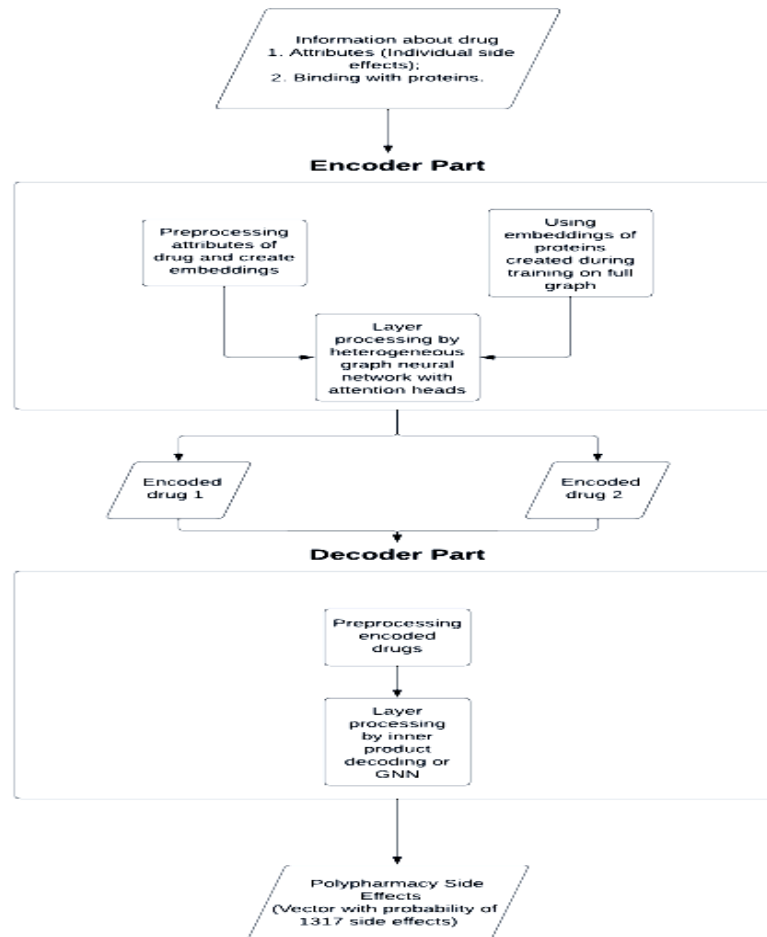 Information about drug
1. Attributes (Individual side
effects);
2. Binding with proteins.
Encoder Part
Preprocessing
attributes of
drug and create
embeddings
Using
embeddings of
proteins
created during
training on full
graph
Layer
processing by
heterogeneous
graph neural
network with
attention heads
Encoded
drug 1
Encoded
drug 2
Decoder Part
Preprocessing
encoded
drugs
Layer
processing
by inner
product
decoding or
GNN
Polypharmacy Side
Effects
(Vector with probability of
1317 side effects)